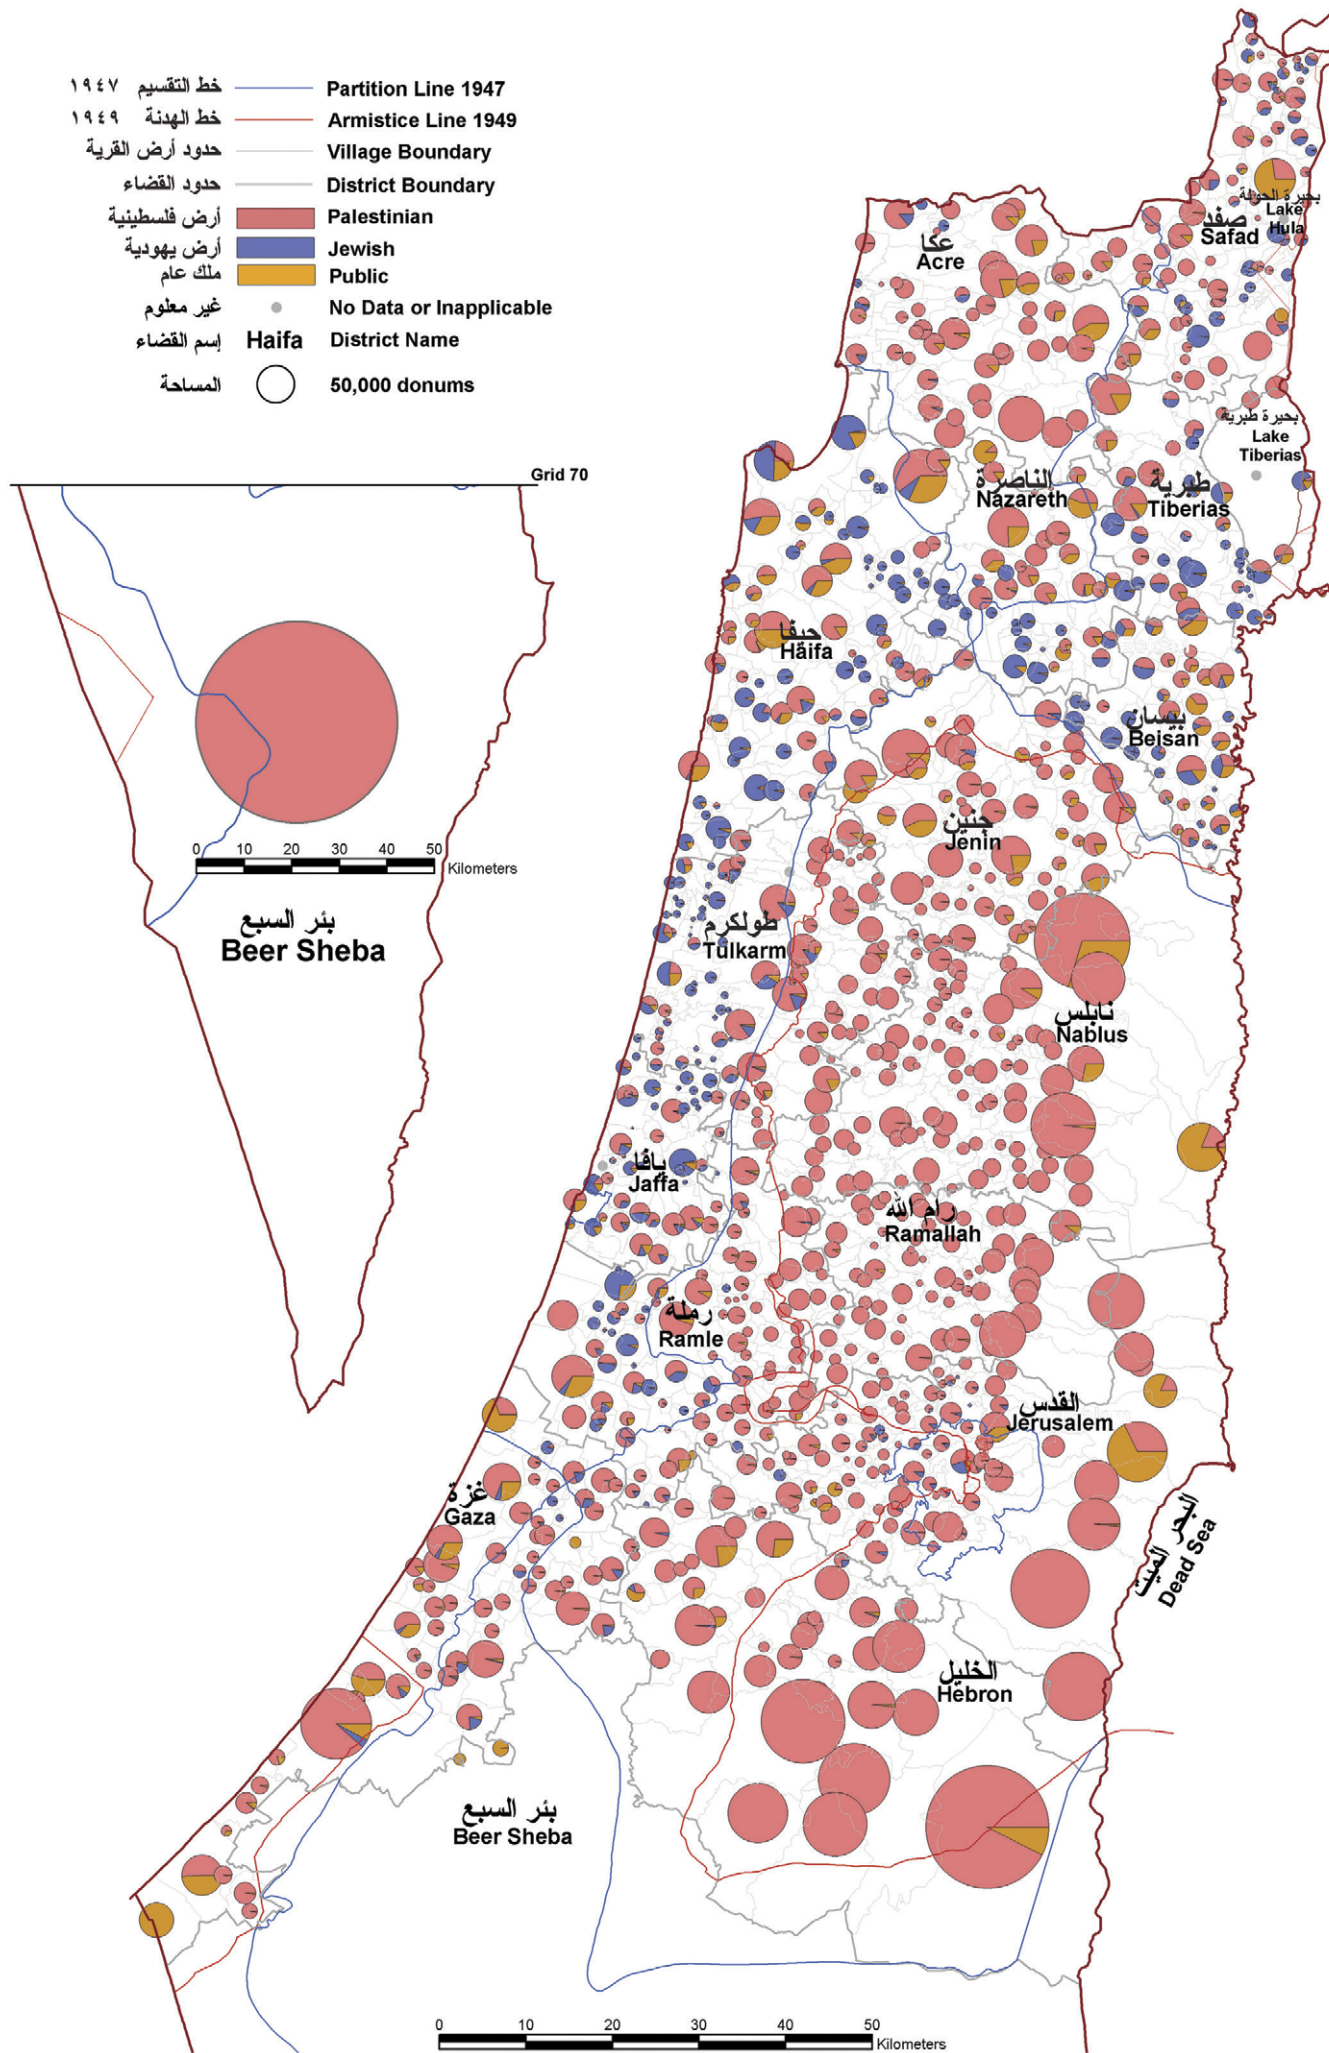 خط التقسيم ١٩٤٧ Partition Line 1947
خط الهدنة ١٩٤٩ Armistice Line 1949
حدود أرض القرية Village Boundary
حدود القضاء District Boundary
أرض فلسطينية Palestinian
أرض يهودية Jewish
ملك عام Public
غير معلوم No Data or Inapplicable
إسم القضاء Haifa District Name
المساحة 50,000 donums
بحيرة الحولة
Lake
Hula
صفد
Safad
عكا
Acre
بحيرة طبرية
Lake
Tiberias
Grid 70
الناصرة
Nazareth
طبرية
Tiberias
حيفا
Haifa
بيسان
Beisan
جنين
Jenin
0 10 20 30 40 50
Kilometers
بئر السبع
Beer Sheba
طولكرم
Tulkarm
نابلس
Nablus
يافا
Jaffa
رام الله
Ramallah
رملة
Ramle
القدس
Jerusalem
غزة
Gaza
البحر الميت
Dead Sea
الخليل
Hebron
بئر السبع
Beer Sheba
0 10 20 30 40 50
Kilometers